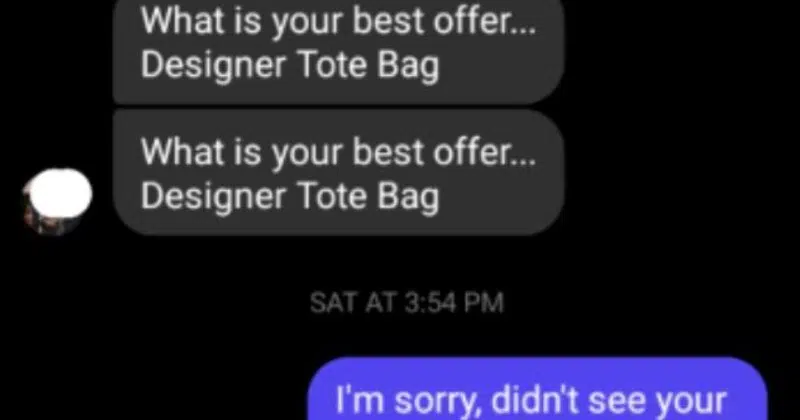 What is your best offer...
Designer Tote Bag
What is your best offer...
Designer Tote Bag
SAT AT 3:54 PM
I'm sorry, didn't see your